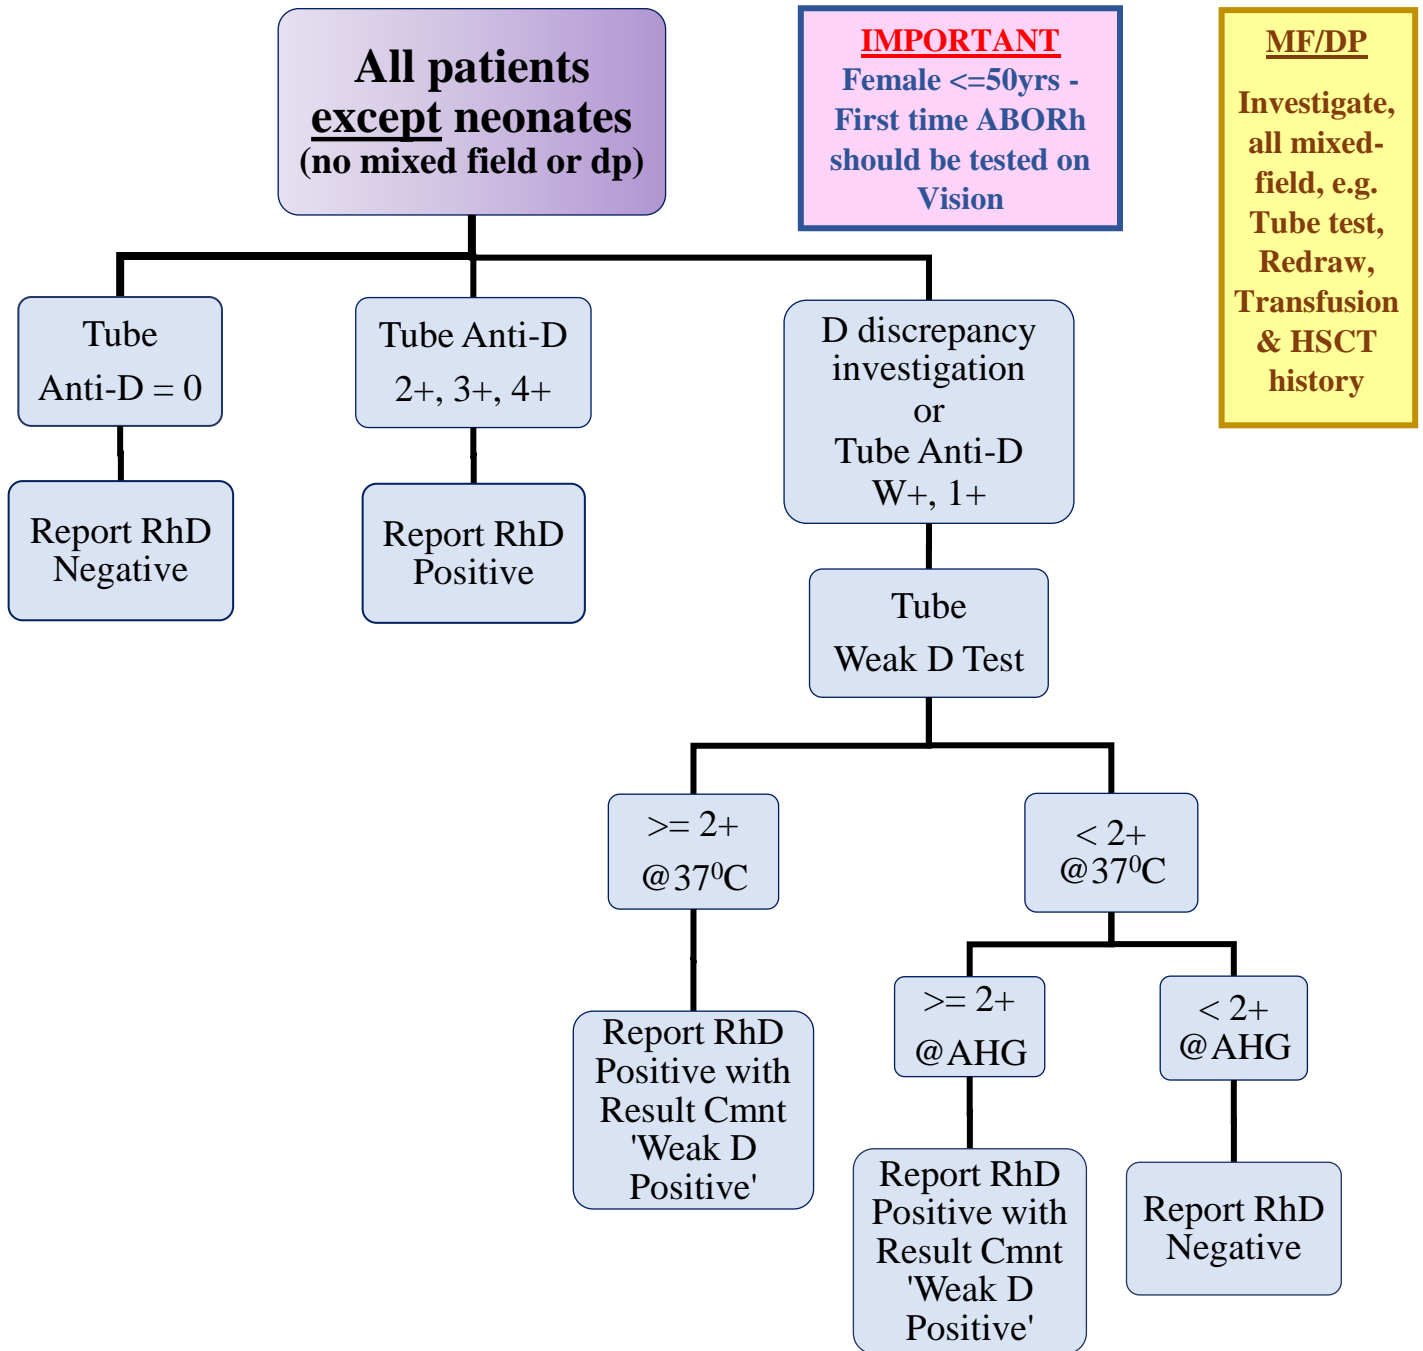 All patients
except neonates
(no mixed field or dp)
IMPORTANT
Female <=50yrs -
First time ABORh
should be tested on
Vision
MF/DP
Investigate,
all mixed-
field, e.g.
Tube test,
Redraw,
Transfusion
& HSCT
history
Tube
Anti-D = 0
Tube Anti-D
2+, 3+, 4+
D discrepancy
investigation
or
Tube Anti-D
W+, 1+
Report RhD
Negative
Report RhD
Positive
Tube
Weak D Test
>= 2+
@37⁰C
< 2+
@37⁰C
>= 2+
@AHG
< 2+
@AHG
Report RhD
Positive with
Result Cmnt
'Weak D
Positive'
Report RhD
Positive with
Result Cmnt
'Weak D
Positive'
Report RhD
Negative